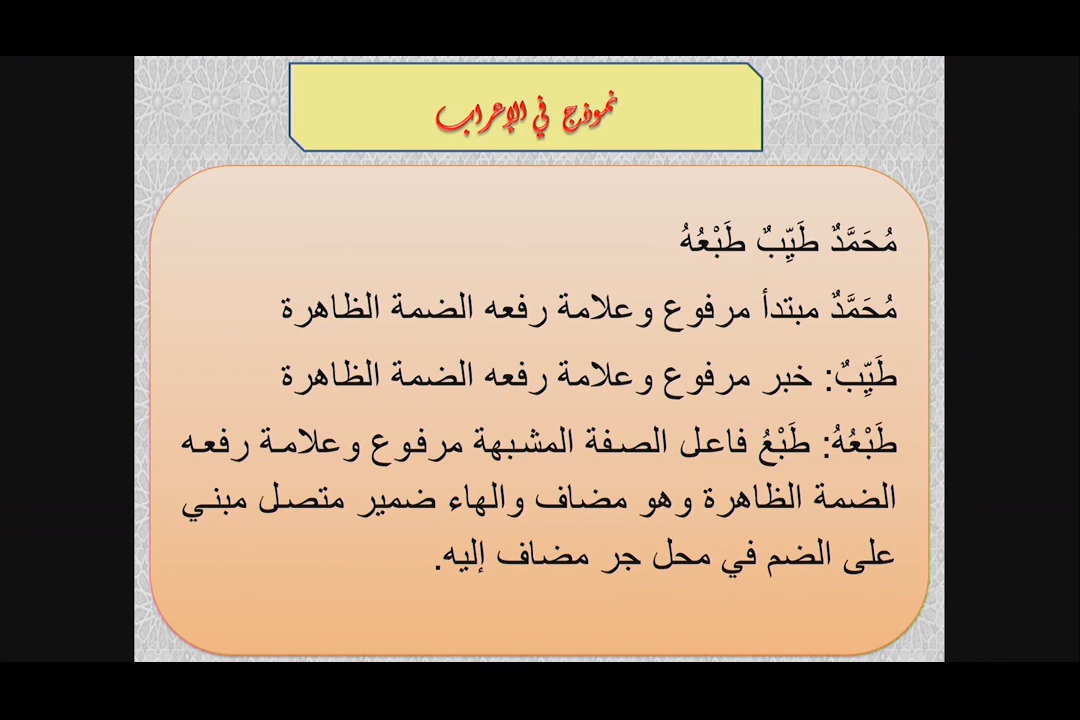 نموذج في الإعراب
مُحَمَّدٌ طَيِّبٌ طَبْعُهُ
مُحَمَّدٌ مبتدأ مرفوع وعلامة رفعه الضمة الظاهرة
طَيِّبٌ: خبر مرفوع وعلامة رفعه الضمة الظاهرة
طَبْعُهُ: طَبْعُ فاعل الصفة المشبهة مرفوع وعلامة رفعه
الضمة الظاهرة وهو مضاف والهاء ضمير متصل مبني
على الضم في محل جر مضاف إليه.